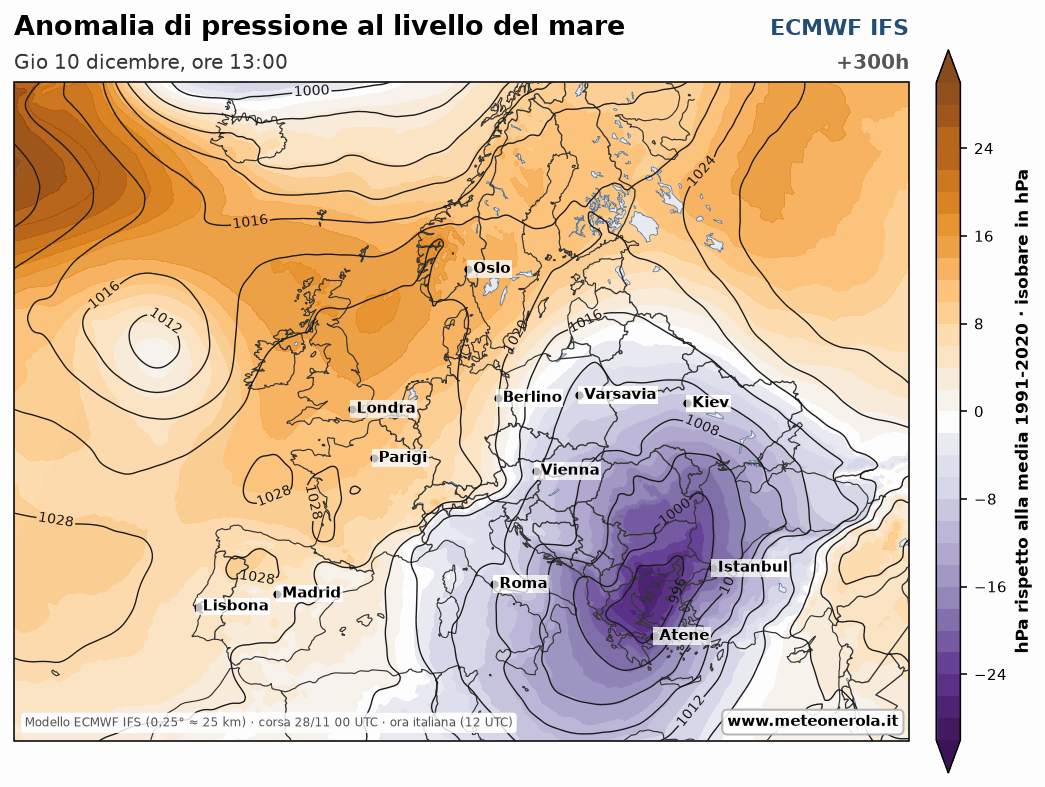 Anomalia di pressione al livello del mare
ECMWF IFS
Gio 10 dicembre, ore 13:00
+300h
1000
1024
1016
Oslo
1016
1012
1020
1016
Berlino
Varsavia
Kiev
Londra
1008
Parigi
Vienna
1028
1028
1000
1028
1028
Istanbul
Roma
996
Madrid
Lisbona
Atene
1012
24
16
8
0
−8
−16
−24
hPa rispetto alla media 1991-2020 · isobare in hPa
Modello ECMWF IFS (0,25° ≈ 25 km) · corsa 28/11 00 UTC · ora italiana (12 UTC)
www.meteonerola.it